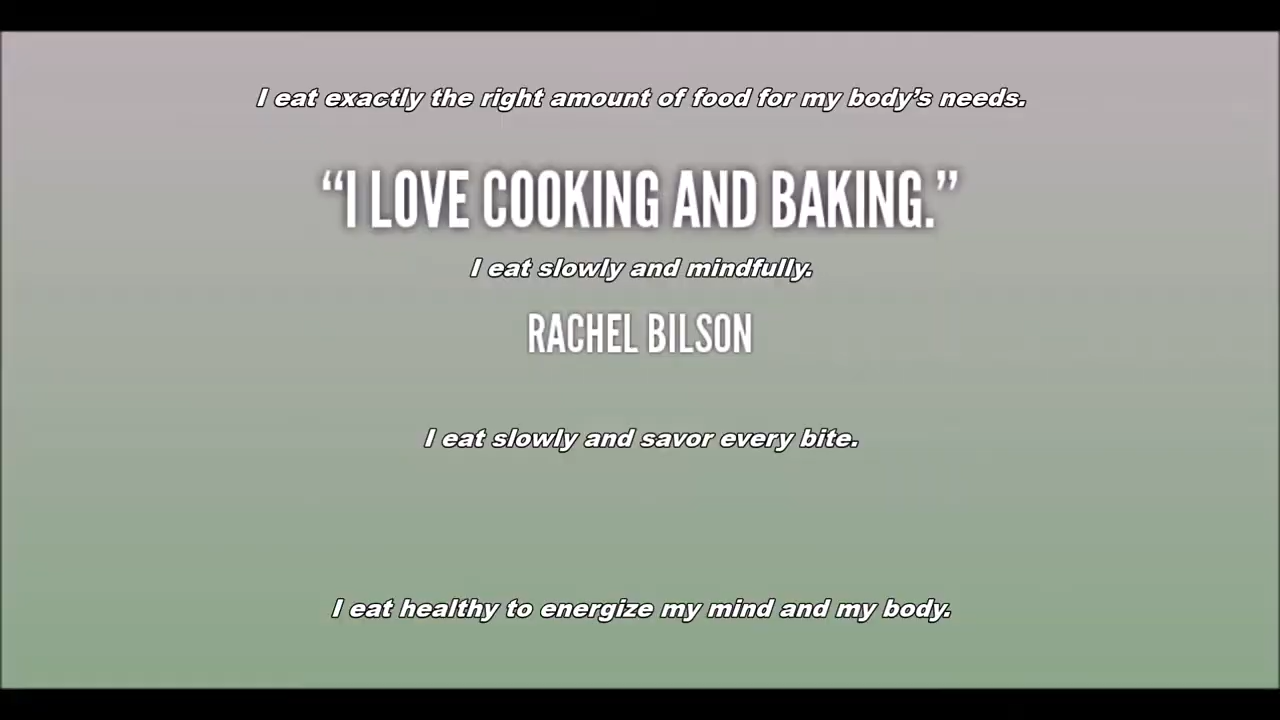 I eat exactly the right amount of food for my body’s needs.
“I LOVE COOKING AND BAKING.”
I eat slowly and mindfully.
RACHEL BILSON
I eat slowly and savor every bite.
I eat healthy to energize my mind and my body.